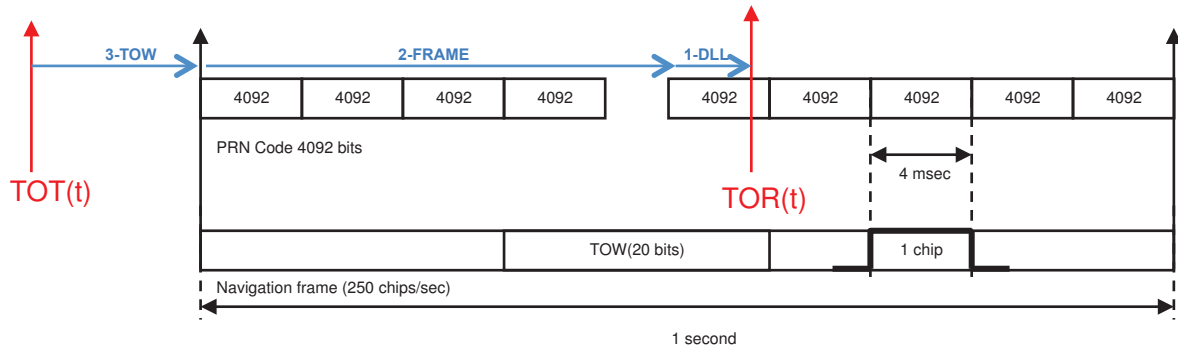 3-TOW 2-FRAME 1-DLL
4092 4092 4092 4092 4092 4092 4092 4092 4092
PRN Code 4092 bits
4 msec
TOT(t)
TOR(t)
TOW(20 bits) 1 chip
Navigation frame (250 chips/sec)
1 second